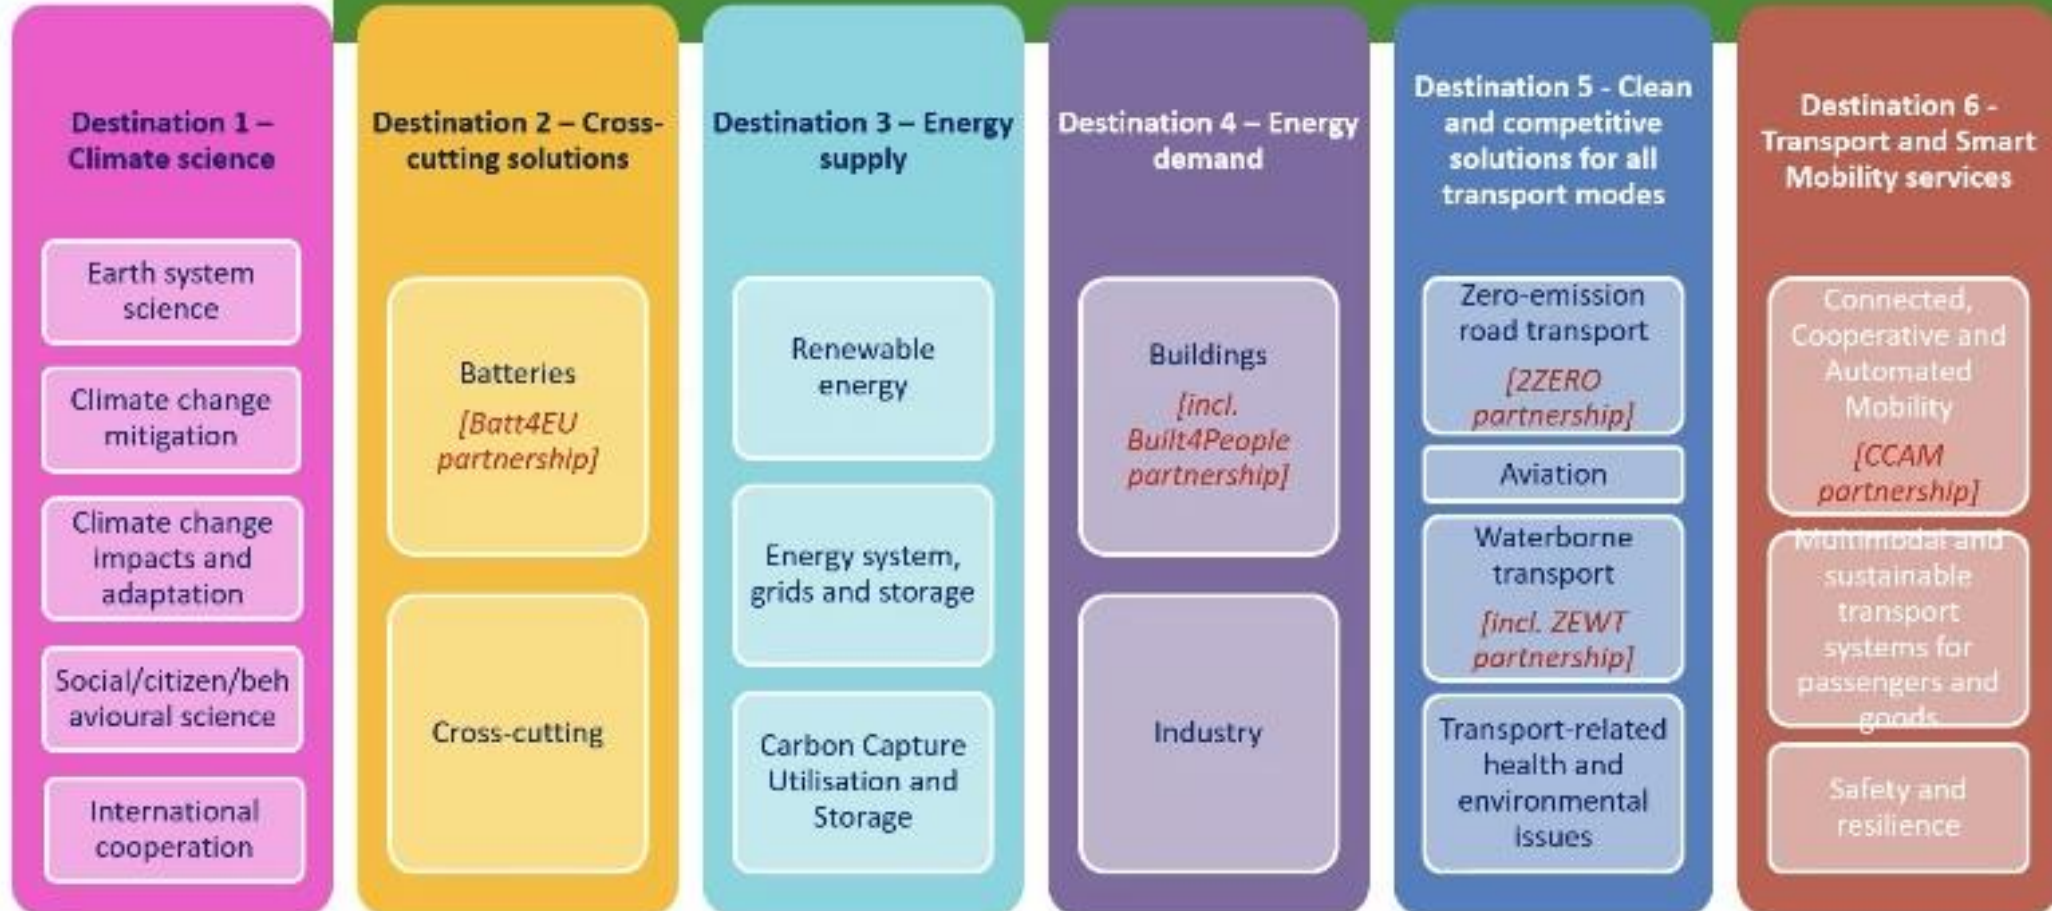 Destination 1 –
Climate science
Earth system
science
Climate change
mitigation
Climate change
impacts and
adaptation
Social/citizen/beh
avioural science
International
cooperation
Destination 2 – Cross-
cutting solutions
Batteries
[Batt4EU
partnership]
Cross-cutting
Destination 3 – Energy
supply
Renewable
energy
Energy system,
grids and storage
Carbon Capture
Utilisation and
Storage
Destination 4 – Energy
demand
Buildings
[incl.
Built4People
partnership]
Industry
Destination 5 - Clean
and competitive
solutions for all
transport modes
Zero-emission
road transport
[2ZERO
partnership]
Aviation
Waterborne
transport
[incl. ZEWT
partnership]
Transport-related
health and
environmental
issues
Destination 6 -
Transport and Smart
Mobility services
Connected,
Cooperative and
Automated
Mobility
[CCAM
partnership]
Multimodal and
sustainable
transport
systems for
passengers and
goods
Safety and
resilience